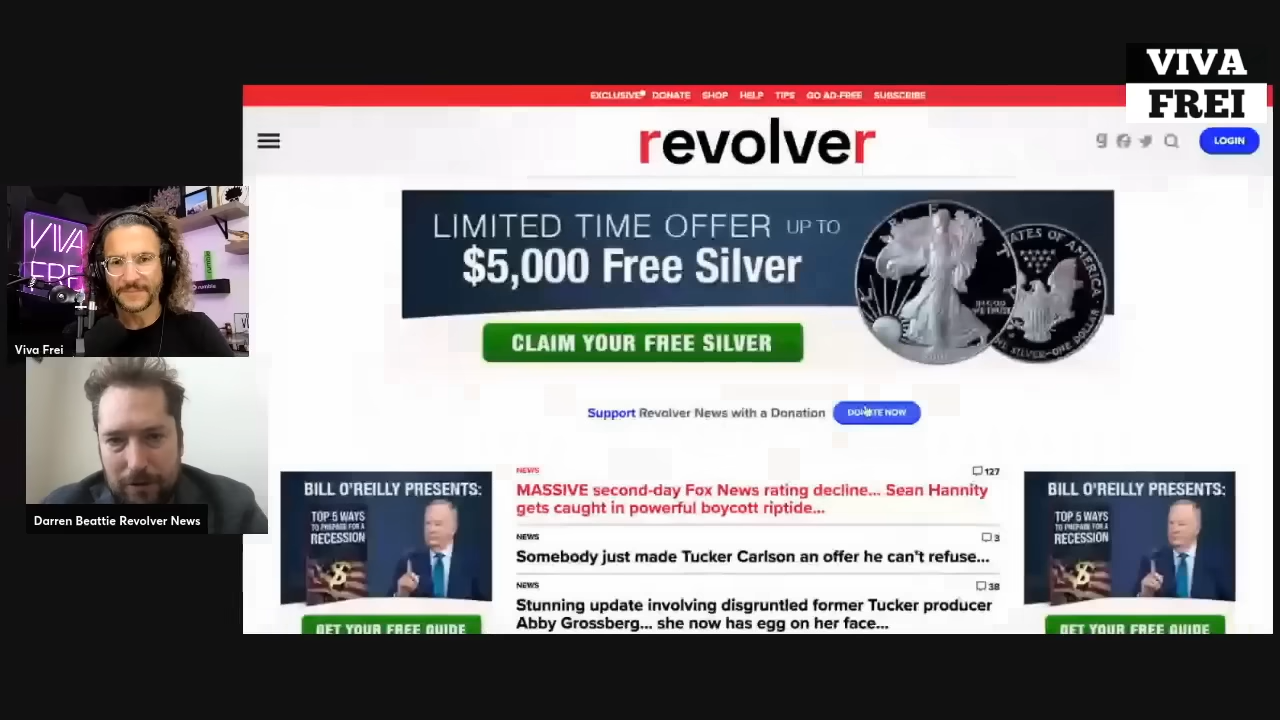 VIVA
FREI
EXCLUSIVE DONATE SHOP HELP TIPS GO AD-FREE SUBSCRIBE
revolver
LOGIN
LIMITED TIME OFFER UP TO
$5,000 Free Silver
CLAIM YOUR FREE SILVER
Support Revolver News with a Donation
DONATE NOW
VIVA
FRE
Viva Frei
Darren Beattie Revolver News
BILL O'REILLY PRESENTS:
TOP 5 WAYS
TO PREPARE FOR A
RECESSION
GET YOUR FREE GUIDE
NEWS
127
MASSIVE second-day Fox News rating decline... Sean Hannity
gets caught in powerful boycott riptide...
NEWS
3
Somebody just made Tucker Carlson an offer he can't refuse...
NEWS
38
Stunning update involving disgruntled former Tucker producer
Abby Grossberg... she now has egg on her face...
BILL O'REILLY PRESENTS:
TOP 5 WAYS
TO PREPARE FOR A
RECESSION
GET YOUR FREE GUIDE